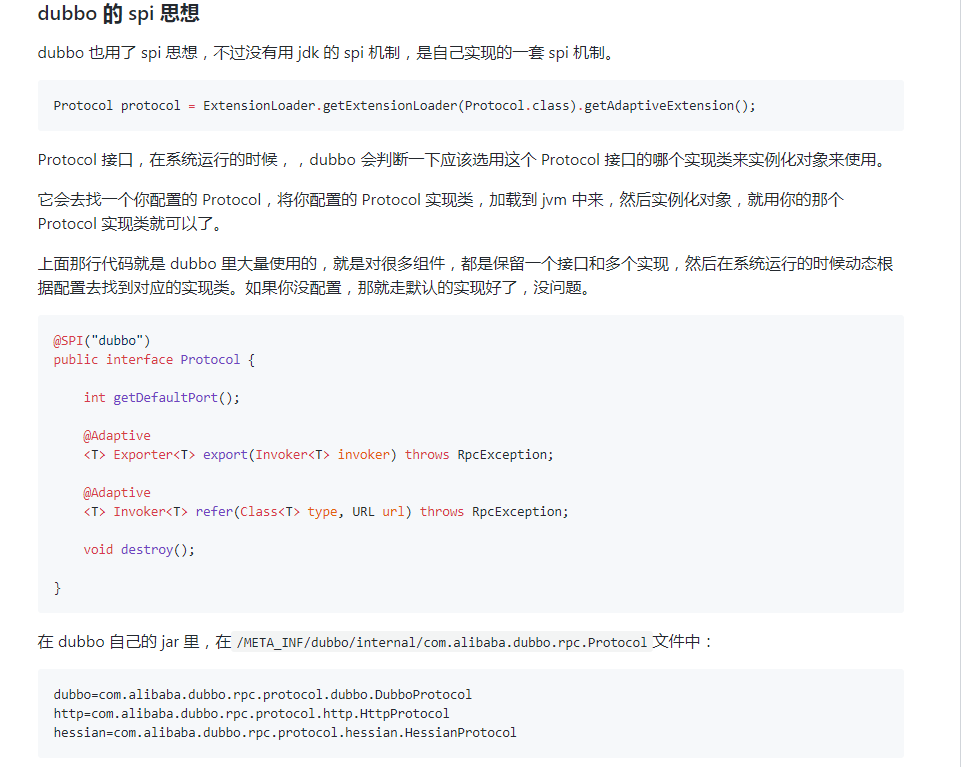 dubbo 的 spi 思想
dubbo 也用了 spi 思想，不过没有用 jdk 的 spi 机制，是自己实现的一套 spi 机制。
Protocol protocol = ExtensionLoader.getExtensionLoader(Protocol.class).getAdaptiveExtension();
Protocol 接口，在系统运行的时候，，dubbo 会判断一下应该选用这个 Protocol 接口的哪个实现类来实例化对象来使用。
它会去找一个你配置的 Protocol，将你配置的 Protocol 实现类，加载到 jvm 中来，然后实例化对象，就用你的那个
Protocol 实现类就可以了。
上面那行代码就是 dubbo 里大量使用的，就是对很多组件，都是保留一个接口和多个实现，然后在系统运行的时候动态根
据配置去找到对应的实现类。如果你没配置，那就走默认的实现好了，没问题。
@SPI("dubbo")
public interface Protocol {
    int getDefaultPort();
    @Adaptive
    <T> Exporter<T> export(Invoker<T> invoker) throws RpcException;
    @Adaptive
    <T> Invoker<T> refer(Class<T> type, URL url) throws RpcException;
    void destroy();
}
在 dubbo 自己的 jar 里，在 /META_INF/dubbo/internal/com.alibaba.dubbo.rpc.Protocol 文件中：
dubbo=com.alibaba.dubbo.rpc.protocol.dubbo.DubboProtocol
http=com.alibaba.dubbo.rpc.protocol.http.HttpProtocol
hessian=com.alibaba.dubbo.rpc.protocol.hessian.HessianProtocol